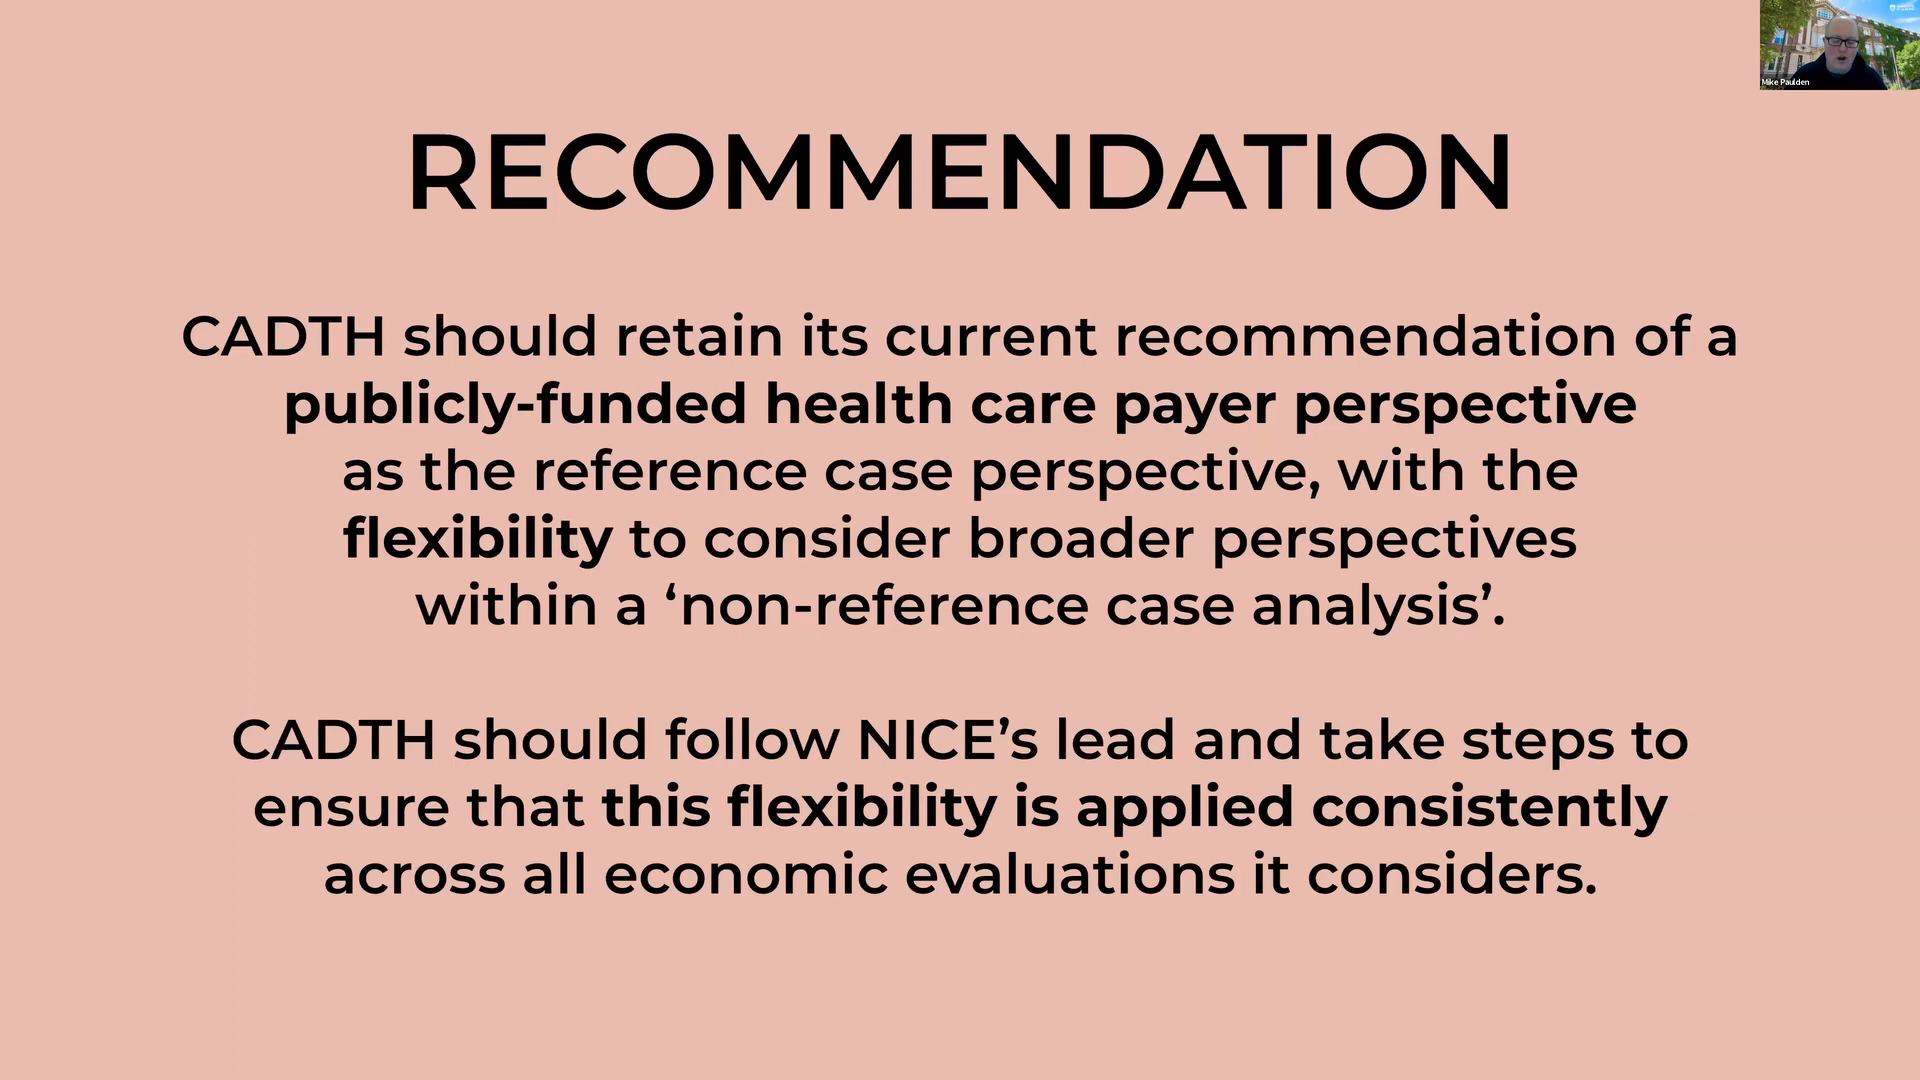 Mike Paulden
RECOMMENDATION
CADTH should retain its current recommendation of a
publicly-funded health care payer perspective
as the reference case perspective, with the
flexibility to consider broader perspectives
within a ‘non-reference case analysis’.
CADTH should follow NICE’s lead and take steps to
ensure that this flexibility is applied consistently
across all economic evaluations it considers.